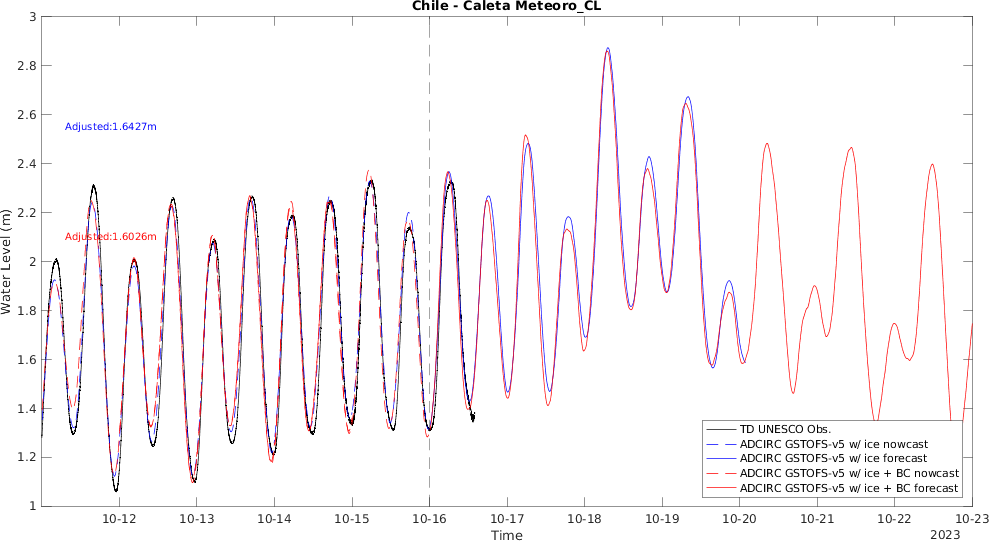 Chile - Caleta Meteoro_CL
3
2.8
2.6
2.4
2.2
2
1.8
1.6
1.4
1.2
1
Water Level (m)
Adjusted:1.6427m
Adjusted:1.6026m
TD UNESCO Obs.
ADCIRC GSTOFS-v5 w/ ice nowcast
ADCIRC GSTOFS-v5 w/ ice forecast
ADCIRC GSTOFS-v5 w/ ice + BC nowcast
ADCIRC GSTOFS-v5 w/ ice + BC forecast
10-12 10-13 10-14 10-15 10-16 10-17 10-18 10-19 10-20 10-21 10-22 10-23
Time
2023